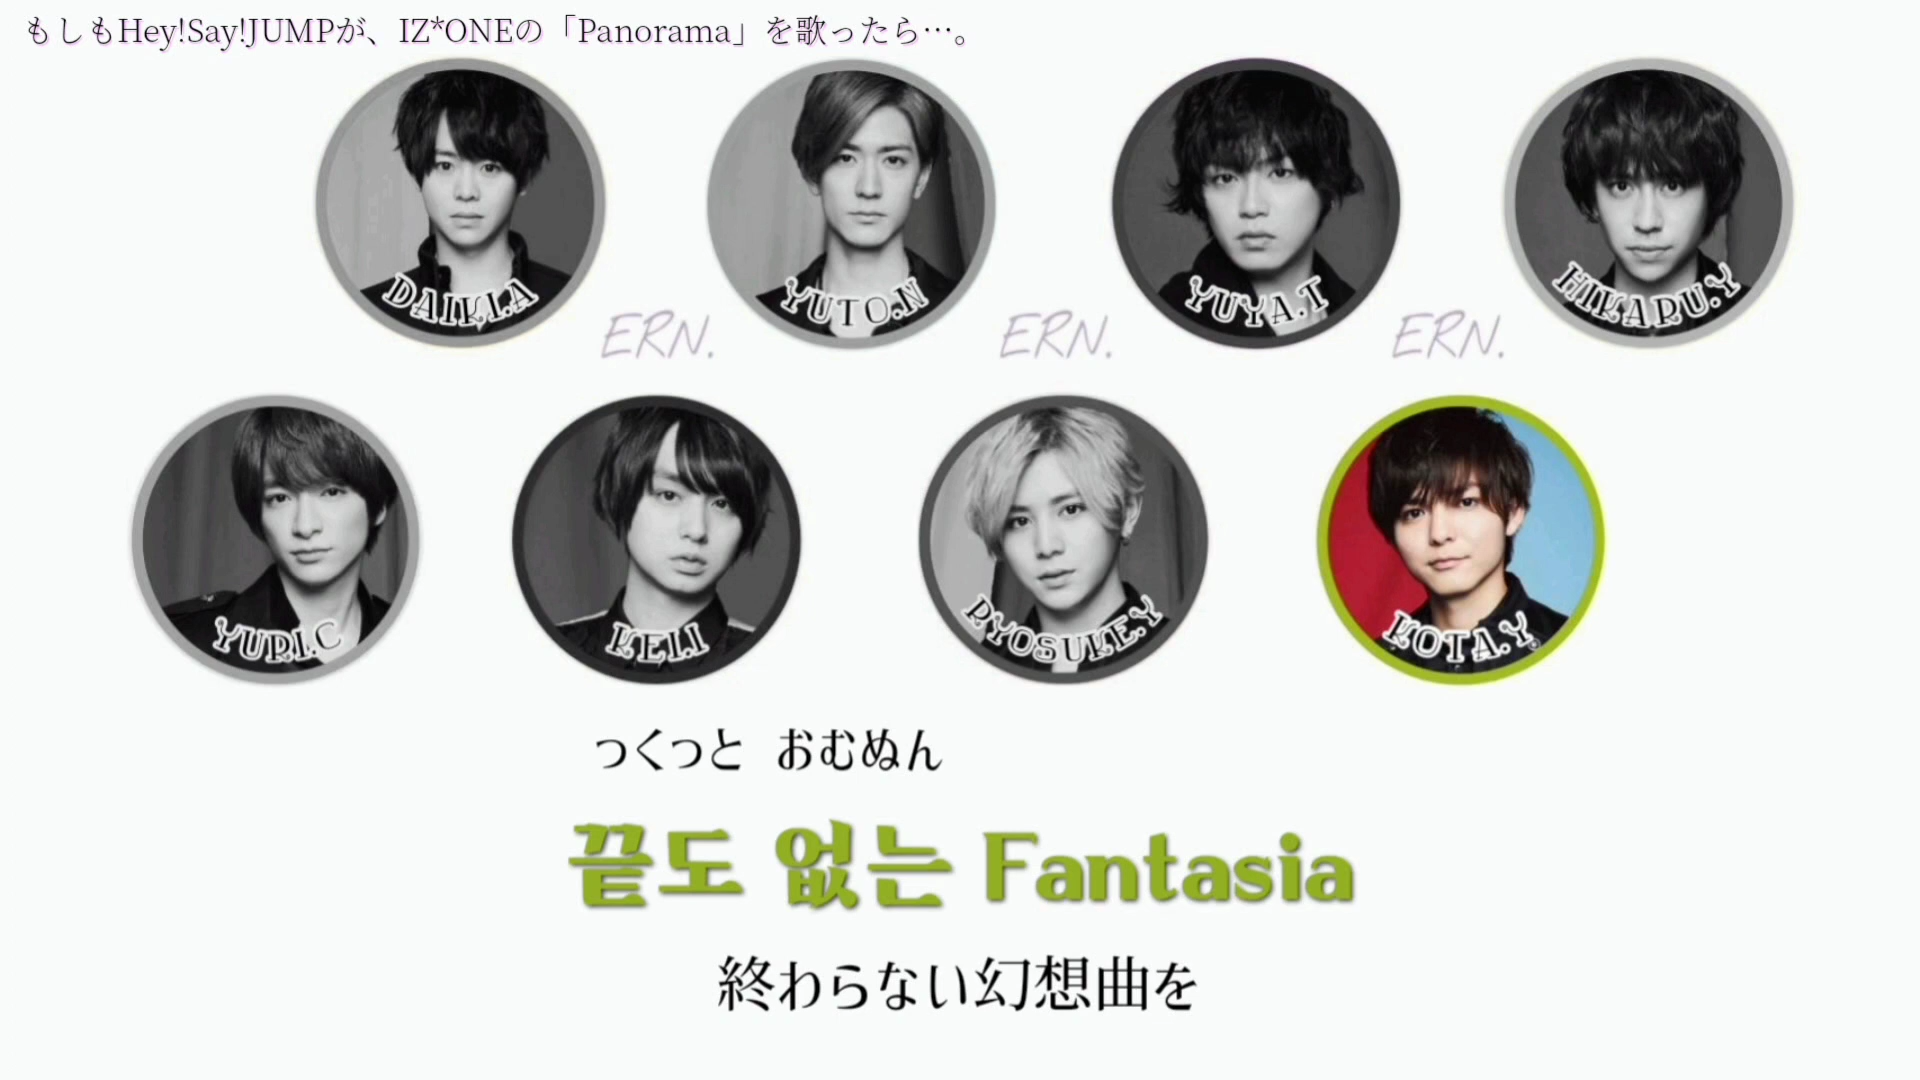 もしもHey!Say!JUMPが、IZ*ONEの「Panorama」を歌ったら…。
DAIKI.A
YUTO.N
YUYA.T
HIKARU.Y
ERN.
ERN.
ERN.
YURI.C
KEI.I
RYOSUKE.Y
KOTA.Y
つくっと おむぬん
끝도 없는 Fantasia
終わらない幻想曲を